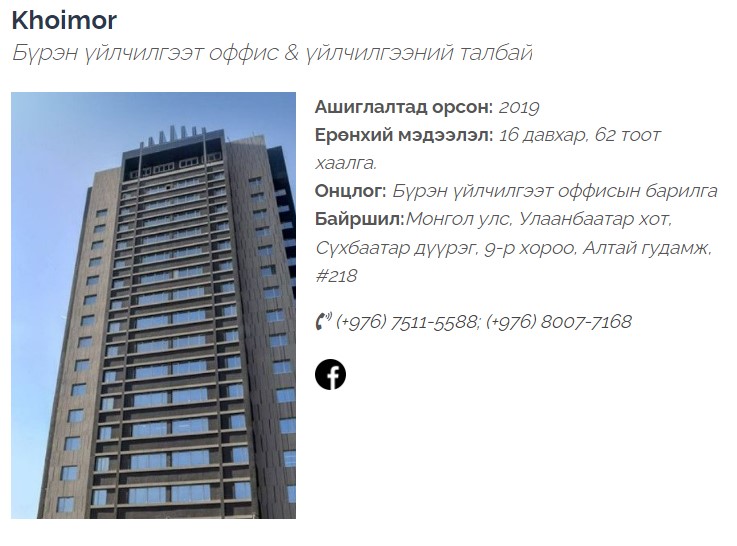 Khoimor
Бүрэн үйлчилгээт оффис & үйлчилгээний талбай
Ашиглалтад орсон: 2019
Ерөнхий мэдээлэл: 16 давхар, 62 тоот
хаалга.
Онцлог: Бүрэн үйлчилгээт оффисын барилга
Байршил:Монгол улс, Улаанбаатар хот,
Сүхбаатар дүүрэг, 9-р хороо, Алтай гудамж,
#218
(+976) 7511-5588; (+976) 8007-7168